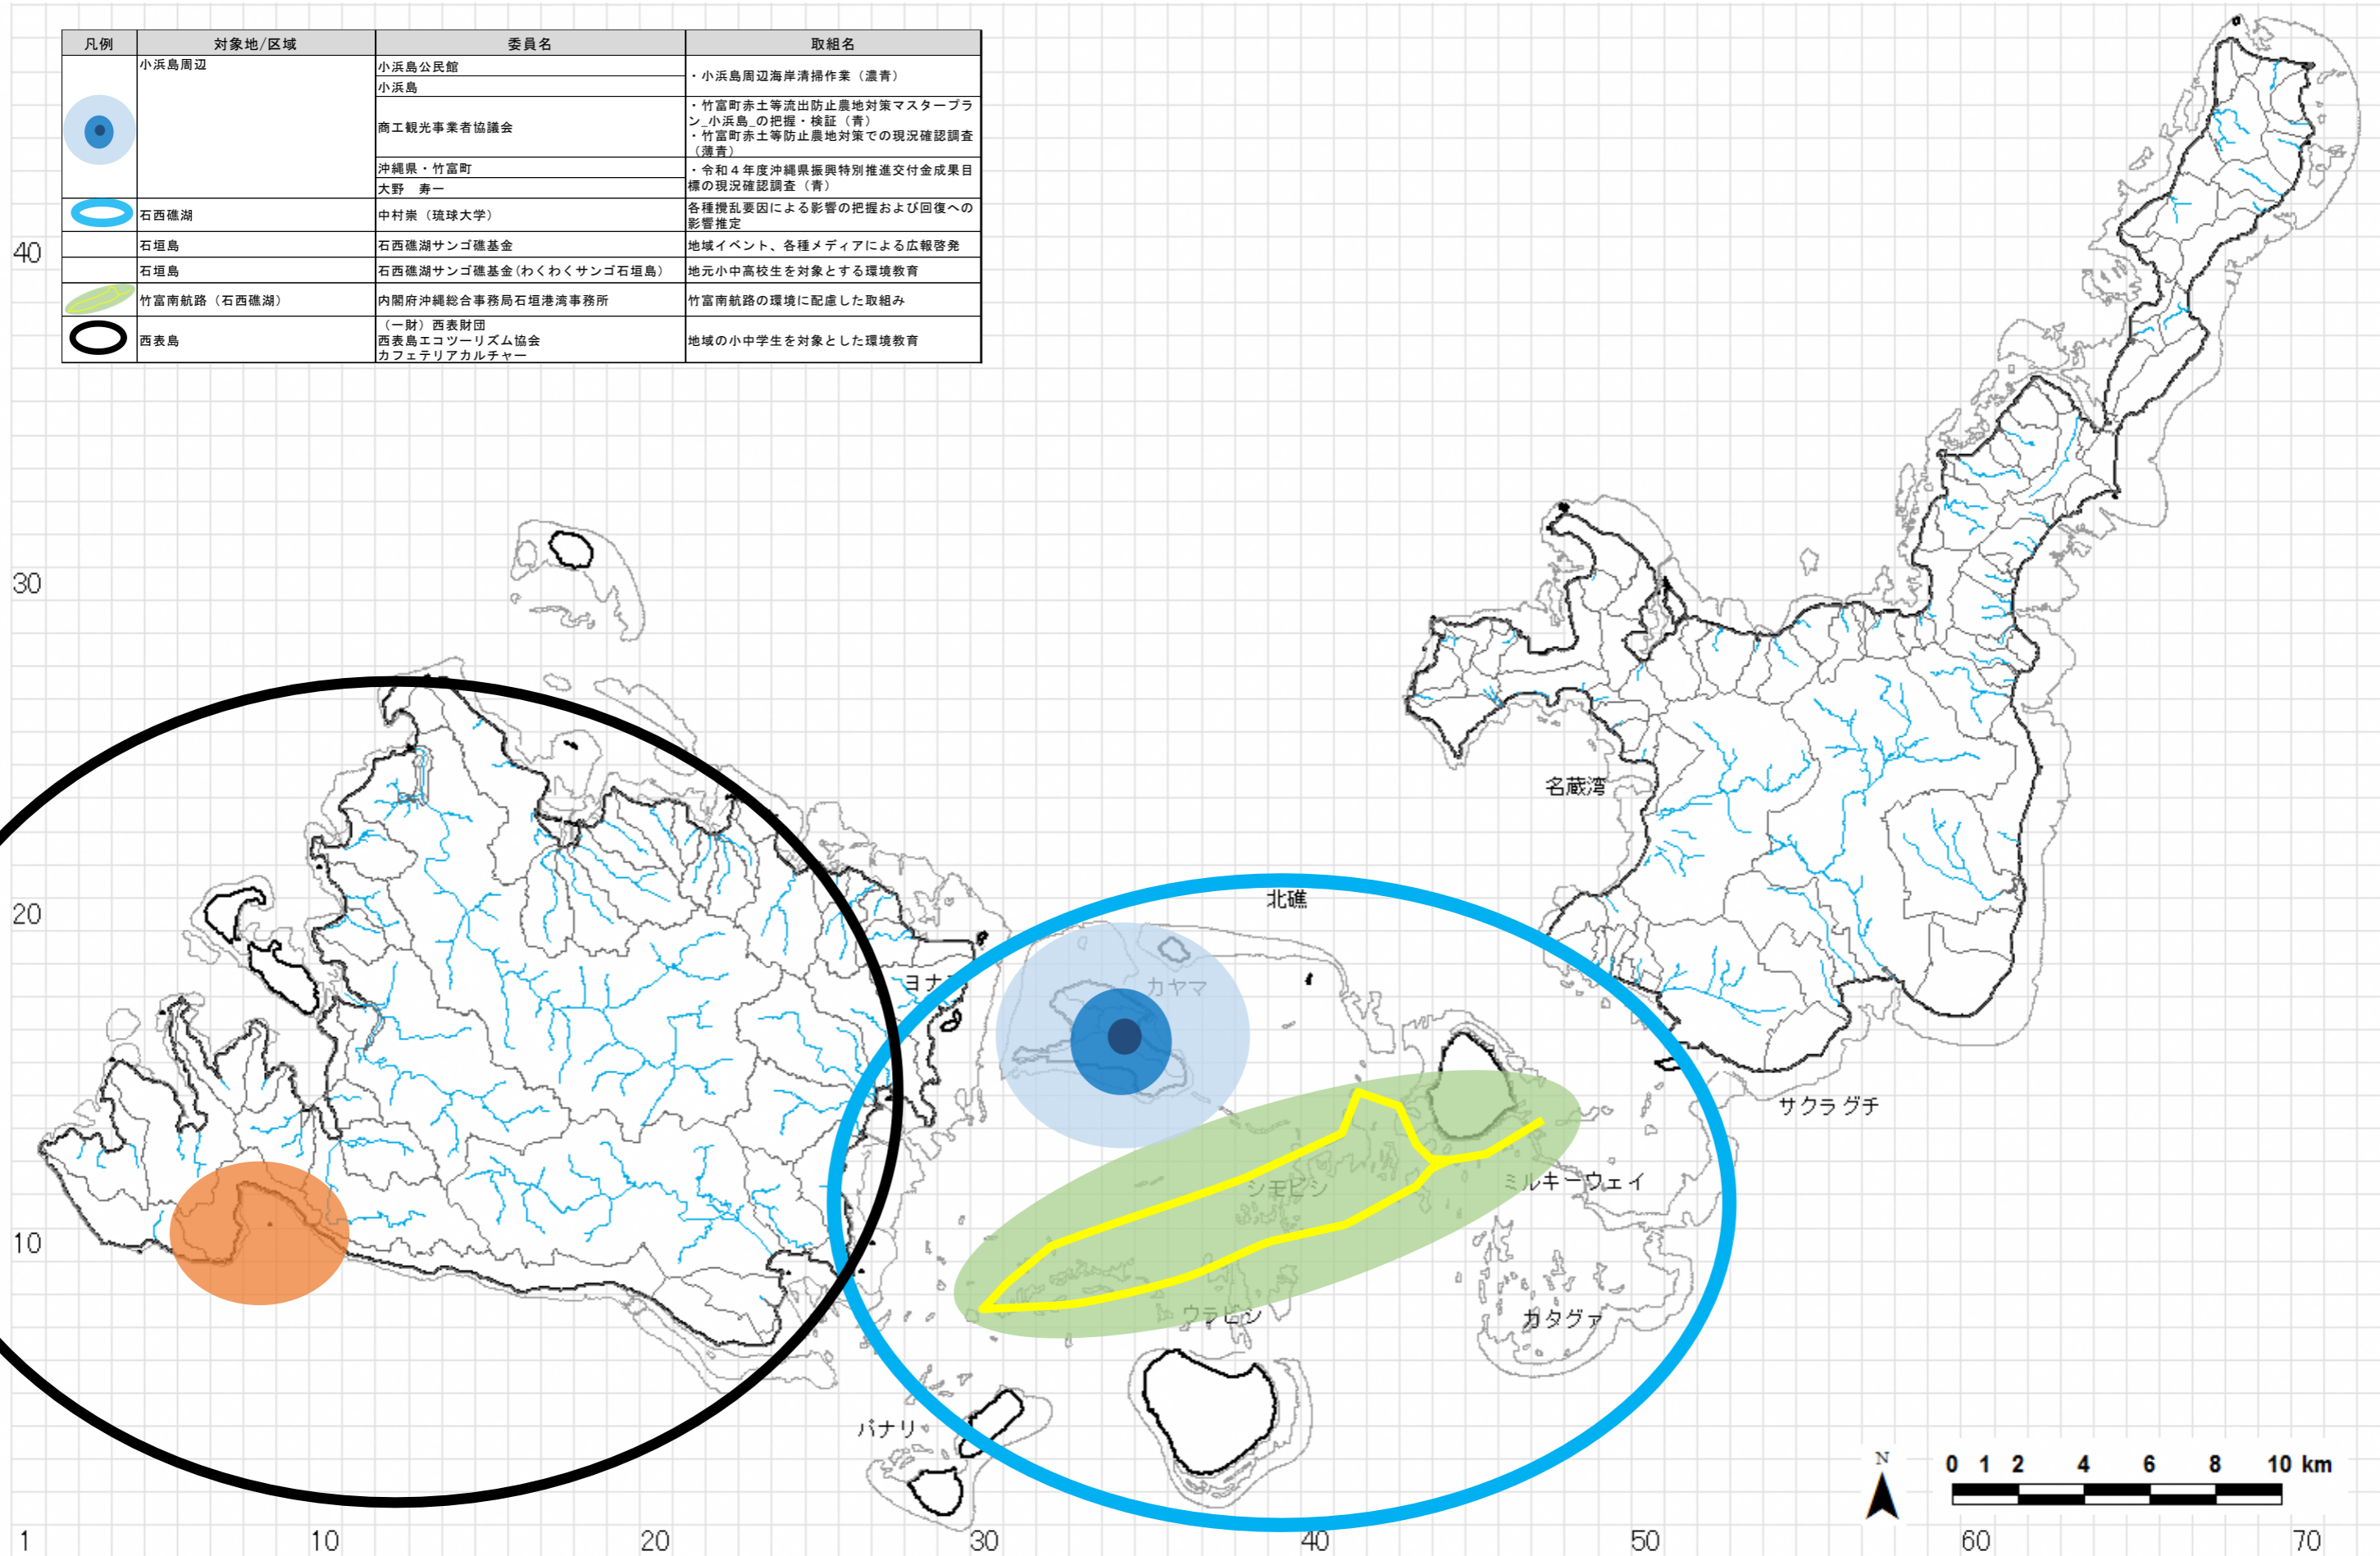 凡例 対象地/区域 委員名 取組名
小浜島周辺 小浜島公民館
小浜島
・小浜島周辺海岸清掃作業（濃青）
商工観光事業者協議会
・竹富町赤土等流出防止農地対策マスタープラ
ン_小浜島_の把握・検証（青）
・竹富町赤土等防止農地対策での現況確認調査
（薄青）
沖縄県・竹富町
大野　寿一
・令和４年度沖縄県振興特別推進交付金成果目
標の現況確認調査（青）
石西礁湖 中村崇（琉球大学）
各種攪乱要因による影響の把握および回復への
影響推定
石垣島 石西礁湖サンゴ礁基金 地域イベント、各種メディアによる広報啓発
石垣島 石西礁湖サンゴ礁基金(わくわくサンゴ石垣島) 地元小中高校生を対象とする環境教育
竹富南航路（石西礁湖） 内閣府沖縄総合事務局石垣港湾事務所 竹富南航路の環境に配慮した取組み
西表島
（一財）西表財団
西表島エコツーリズム協会
カフェテリアカルチャー
地域の小中学生を対象とした環境教育
40
30
名蔵湾
20
北礁
ヨナ
カヤマ
サクラグチ
シモビシ
ミルキーウェイ
10
ウラビシ
カタグァ
パナリ
N
0 1 2 4 6 8 10 km
1 10 20 30 40 50 60 70